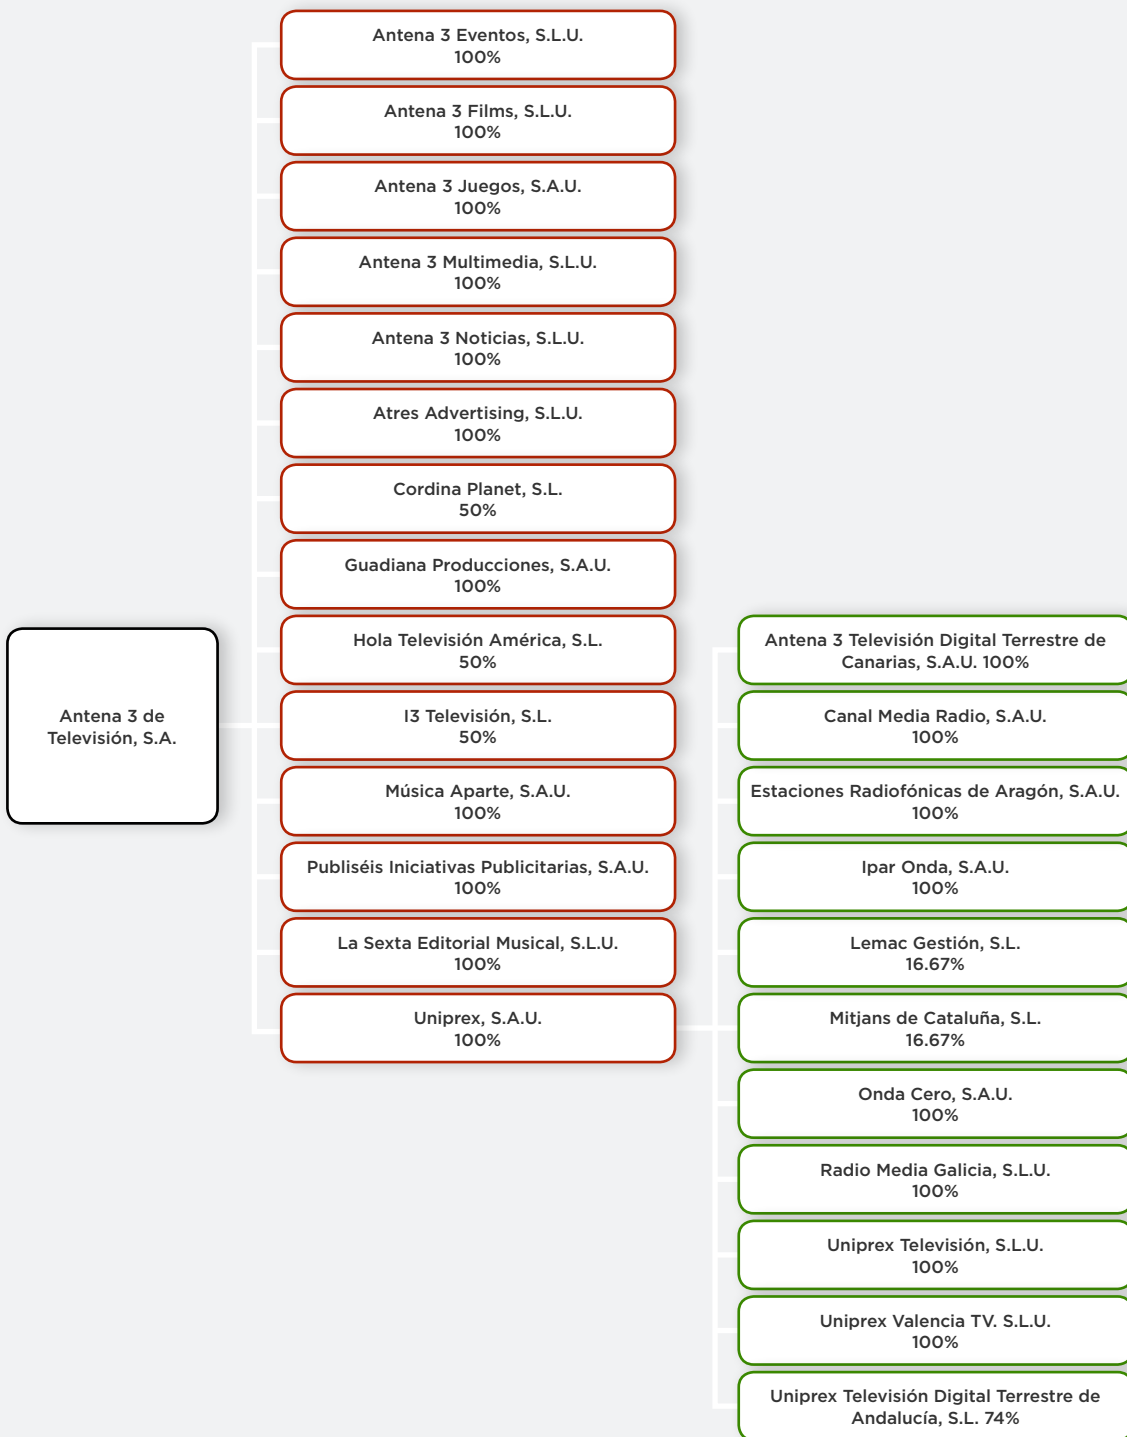 Antena 3 de
Televisión, S.A.
Antena 3 Eventos, S.L.U.
100%
Antena 3 Films, S.L.U.
100%
Antena 3 Juegos, S.A.U.
100%
Antena 3 Multimedia, S.L.U.
100%
Antena 3 Noticias, S.L.U.
100%
Atres Advertising, S.L.U.
100%
Cordina Planet, S.L.
50%
Guadiana Producciones, S.A.U.
100%
Hola Televisión América, S.L.
50%
I3 Televisión, S.L.
50%
Música Aparte, S.A.U.
100%
Publiséis Iniciativas Publicitarias, S.A.U.
100%
La Sexta Editorial Musical, S.L.U.
100%
Uniprex, S.A.U.
100%
Antena 3 Televisión Digital Terrestre de
Canarias, S.A.U. 100%
Canal Media Radio, S.A.U.
100%
Estaciones Radiofónicas de Aragón, S.A.U.
100%
Ipar Onda, S.A.U.
100%
Lemac Gestión, S.L.
16.67%
Mitjans de Cataluña, S.L.
16.67%
Onda Cero, S.A.U.
100%
Radio Media Galicia, S.L.U.
100%
Uniprex Televisión, S.L.U.
100%
Uniprex Valencia TV. S.L.U.
100%
Uniprex Televisión Digital Terrestre de
Andalucía, S.L. 74%